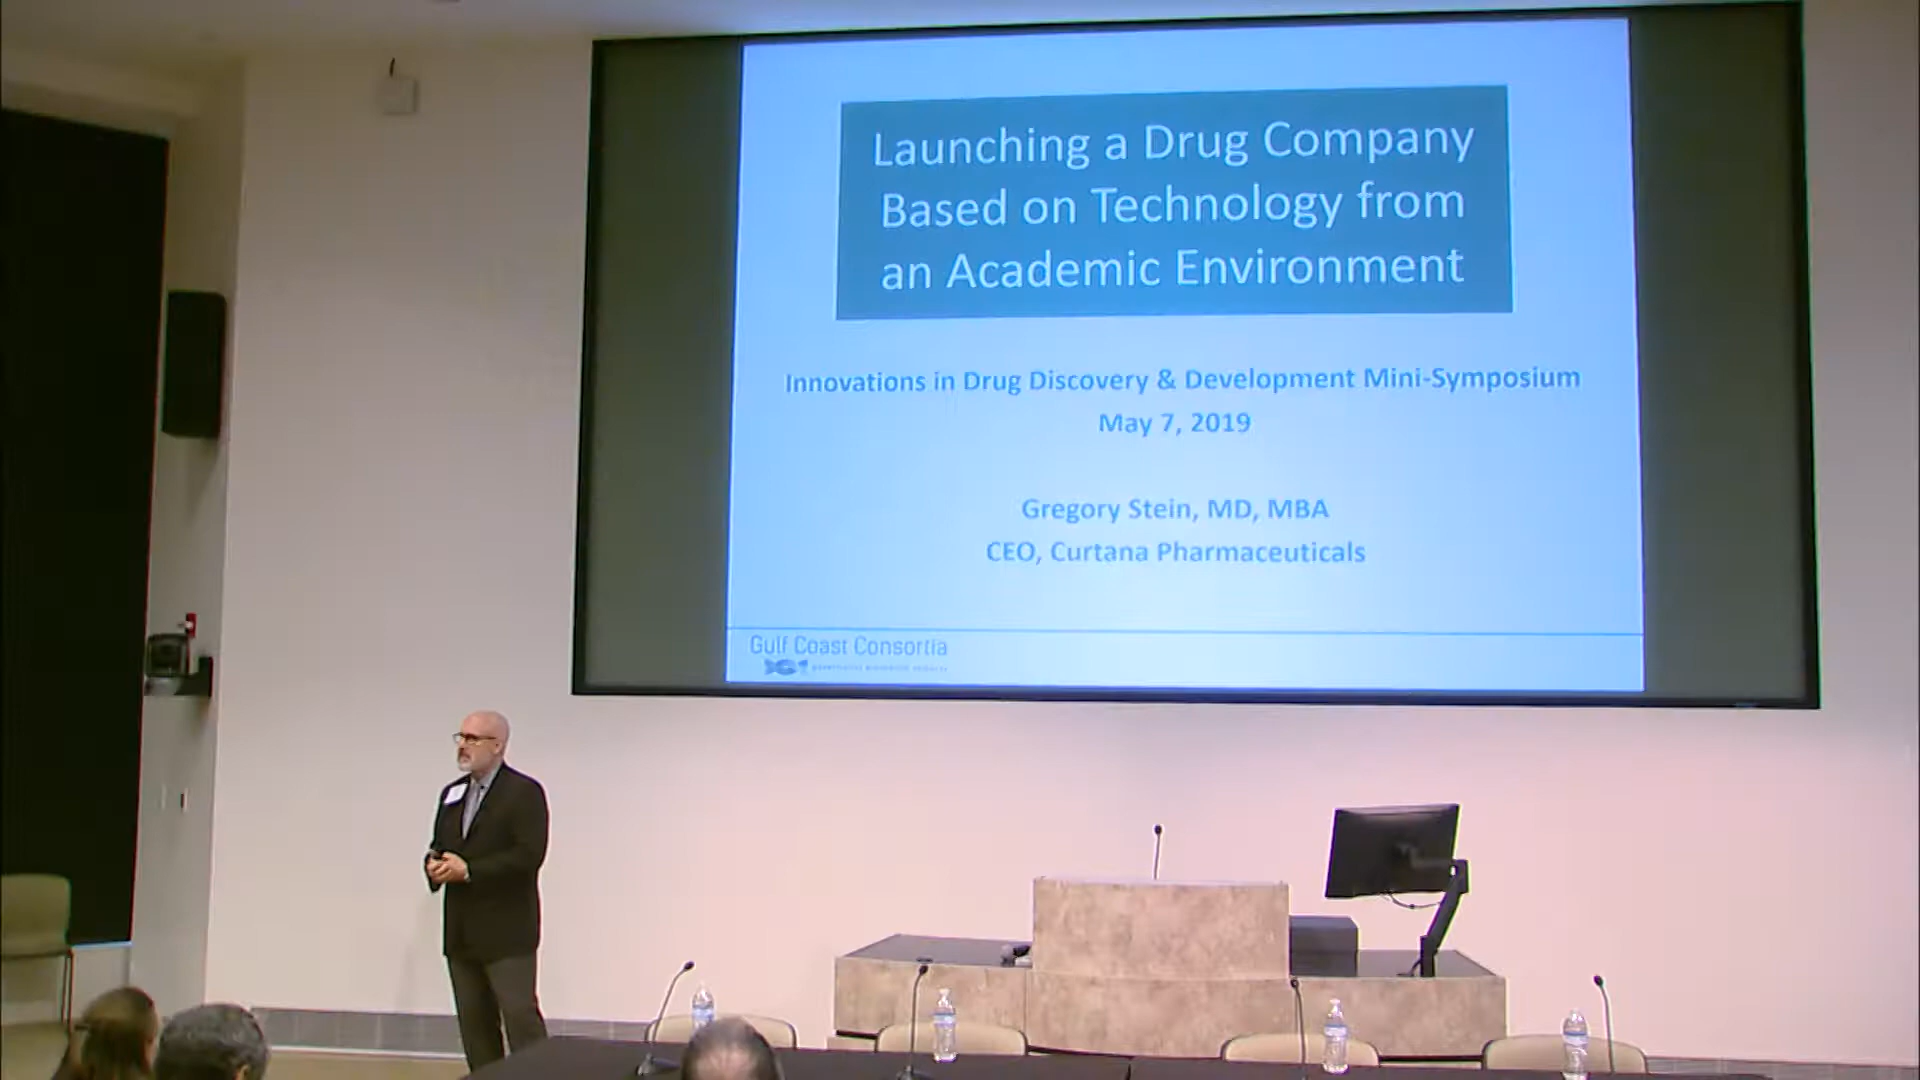 Launching a Drug Company
Based on Technology from
an Academic Environment
Innovations in Drug Discovery & Development Mini-Symposium
May 7, 2019
Gregory Stein, MD, MBA
CEO, Curtana Pharmaceuticals
Gulf Coast Consortia